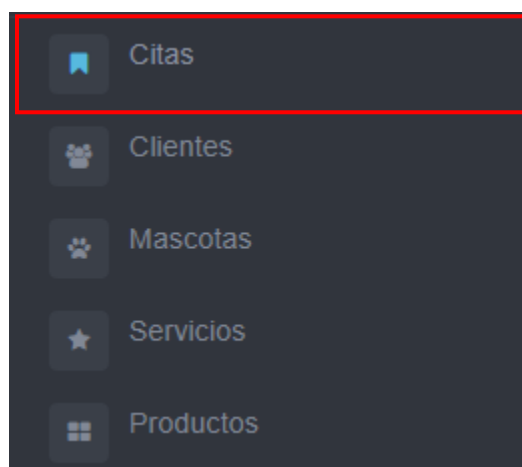 Citas
Clientes
Mascotas
Servicios
Productos